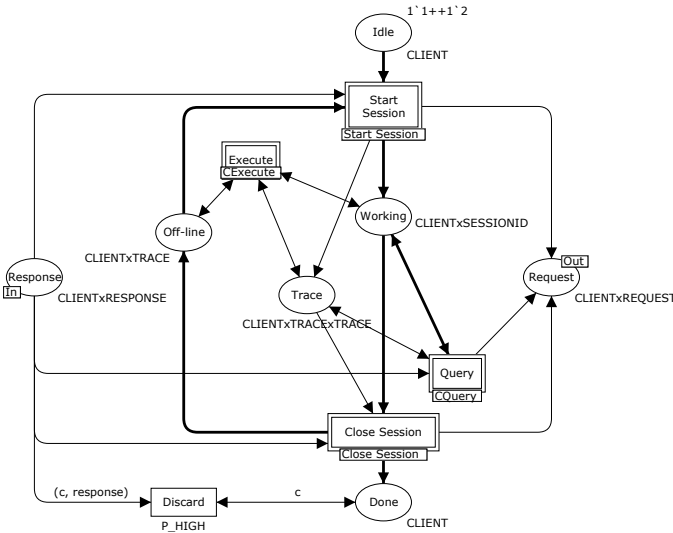 1`1++1`2
Idle
CLIENT
Start
Session
Start Session
Execute
CExecute
Working
CLIENTxSESSIONID
Off-line
CLIENTxTRACE
Out
Request
CLIENTxREQUEST
Response
In
CLIENTxRESPONSE
Trace
CLIENTxTRACExTRACE
Query
CQuery
Close Session
Close Session
(c, response)
Discard
P_HIGH
c
Done
CLIENT